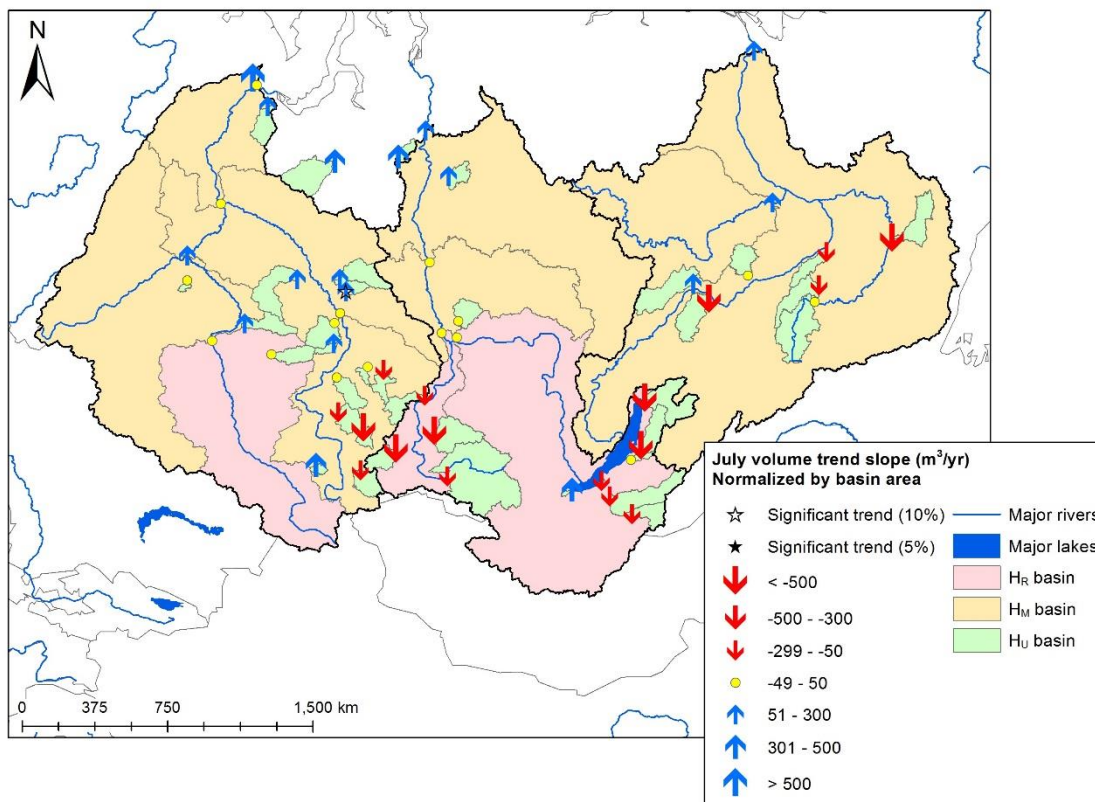 N
0 375 750 1,500 km
July volume trend slope (m³/yr)
Normalized by basin area
Significant trend (10%)
Significant trend (5%)
< -500
-500 - -300
-299 - -50
-49 - 50
51 - 300
301 - 500
> 500
Major rivers
Major lakes
H_R basin
H_M basin
H_U basin